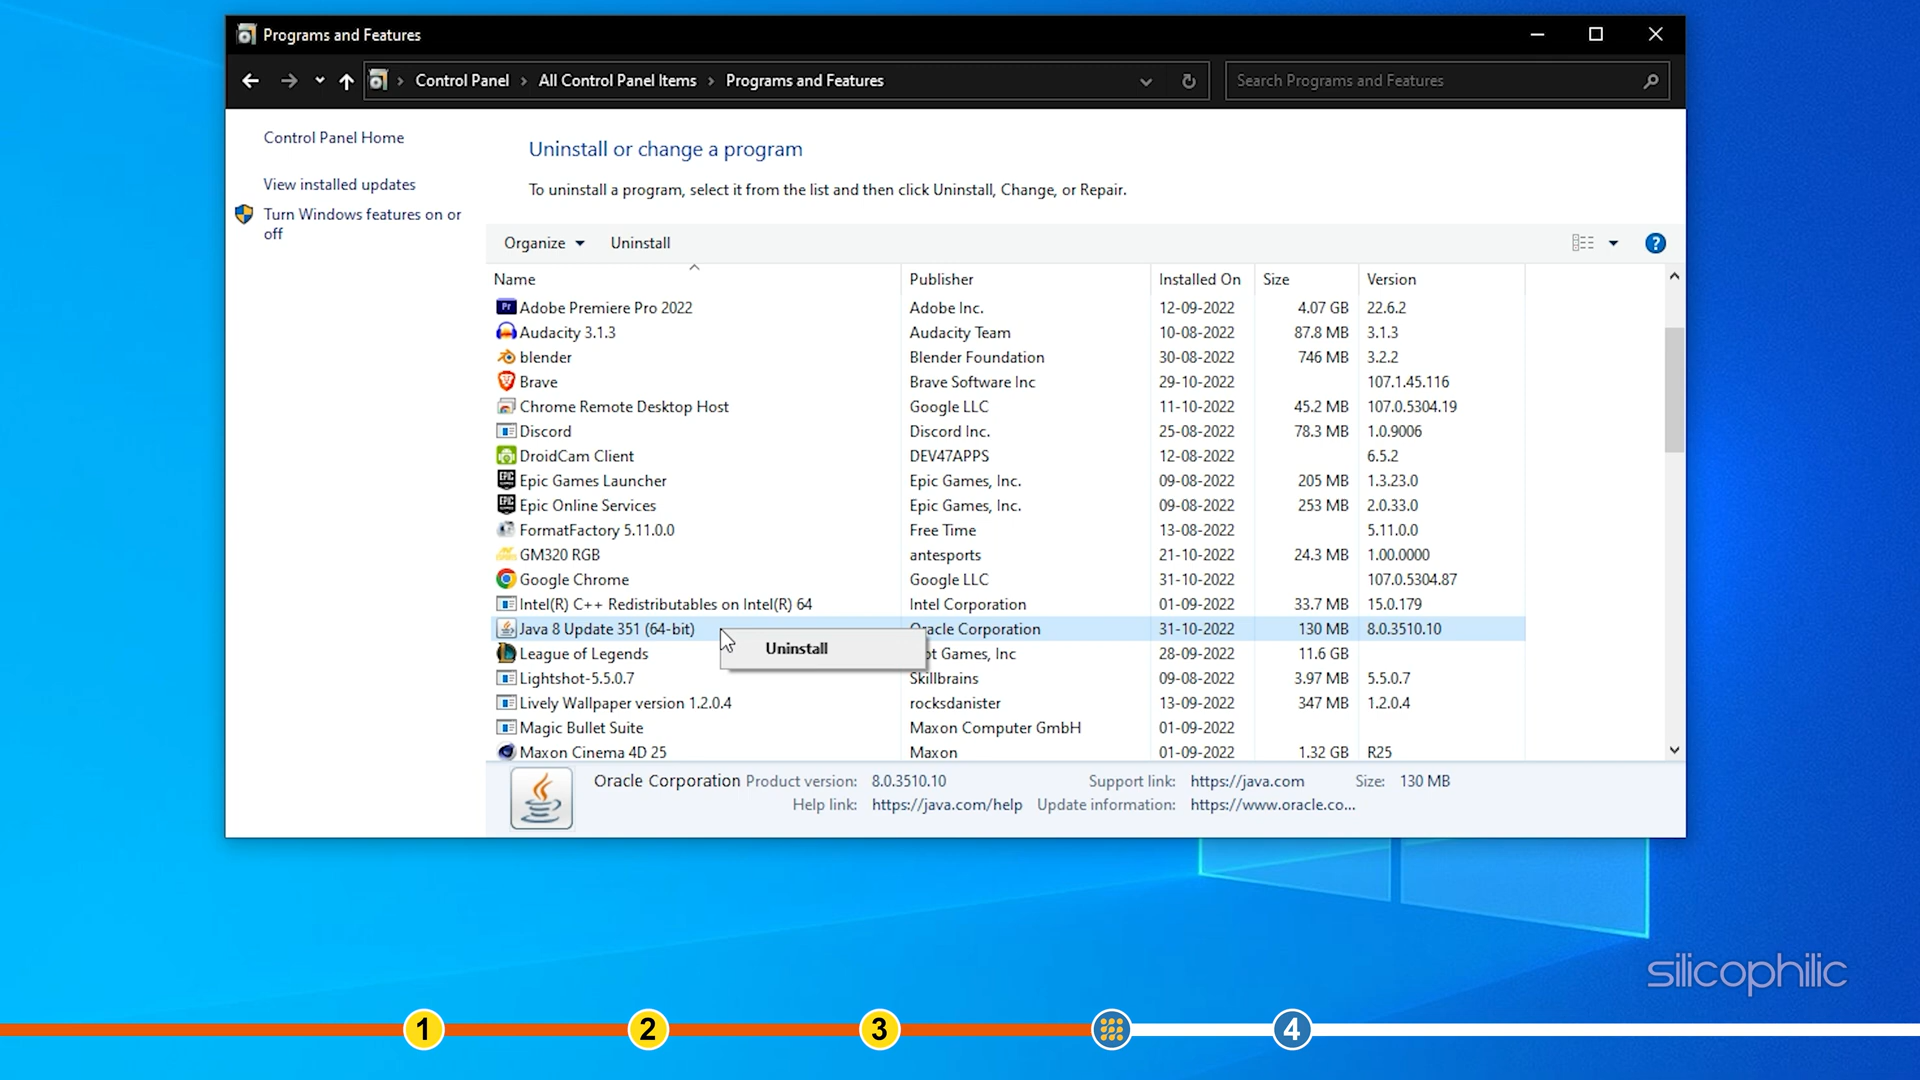 Programs and Features
Control Panel > All Control Panel Items > Programs and Features
Search Programs and Features
Control Panel Home
View installed updates
Turn Windows features on or
off
Uninstall or change a program
To uninstall a program, select it from the list and then click Uninstall, Change, or Repair.
Organize Uninstall
?
Name Publisher Installed On Size Version
Pr Adobe Premiere Pro 2022 Adobe Inc. 12-09-2022 4.07 GB 22.6.2
Audacity 3.1.3 Audacity Team 10-08-2022 87.8 MB 3.1.3
blender Blender Foundation 30-08-2022 746 MB 3.2.2
Brave Brave Software Inc 29-10-2022 107.1.45.116
Chrome Remote Desktop Host Google LLC 11-10-2022 45.2 MB 107.0.5304.19
Discord Discord Inc. 25-08-2022 78.3 MB 1.0.9006
DroidCam Client DEV47APPS 12-08-2022 6.5.2
EPIC Epic Games Launcher Epic Games, Inc. 09-08-2022 205 MB 1.3.23.0
EPIC Epic Online Services Epic Games, Inc. 09-08-2022 253 MB 2.0.33.0
FormatFactory 5.11.0.0 Free Time 13-08-2022 5.11.0.0
GM320 RGB antesports 21-10-2022 24.3 MB 1.00.0000
Google Chrome Google LLC 31-10-2022 107.0.5304.87
Intel(R) C++ Redistributables on Intel(R) 64 Intel Corporation 01-09-2022 33.7 MB 15.0.179
Java 8 Update 351 (64-bit) Oracle Corporation 31-10-2022 130 MB 8.0.3510.10
Uninstall
League of Legends ot Games, Inc 28-09-2022 11.6 GB
Lightshot-5.5.0.7 Skillbrains 09-08-2022 3.97 MB 5.5.0.7
Lively Wallpaper version 1.2.0.4 rocksdanister 13-09-2022 347 MB 1.2.0.4
Magic Bullet Suite Maxon Computer GmbH 01-09-2022
Maxon Cinema 4D 25 Maxon 01-09-2022 1.32 GB R25
Oracle Corporation Product version: 8.0.3510.10 Support link: https://java.com Size: 130 MB
Help link: https://java.com/help Update information: https://www.oracle.co...
silicophilic
1 2 3 4